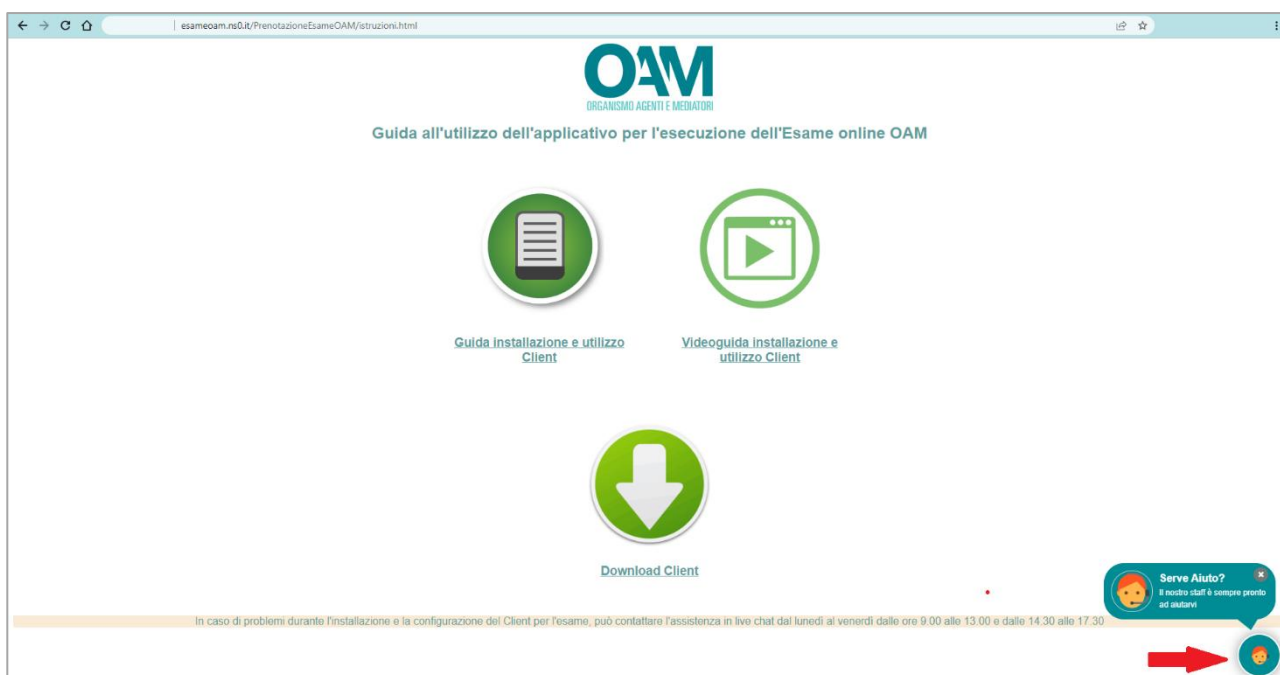 esameoam.ns0.it/PrenotazioneEsameOAM/istruzioni.html
OAM
ORGANISMO AGENTI E MEDIATORI
Guida all'utilizzo dell'applicativo per l'esecuzione dell'Esame online OAM
Guida installazione e utilizzo
Client
Videoguida installazione e
utilizzo Client
Download Client
Serve Aiuto?
Il nostro staff è sempre pronto
ad aiutarvi
In caso di problemi durante l'installazione e la configurazione del Client per l'esame, può contattare l'assistenza in live chat dal lunedì al venerdì dalle ore 9.00 alle 13.00 e dalle 14.30 alle 17.30